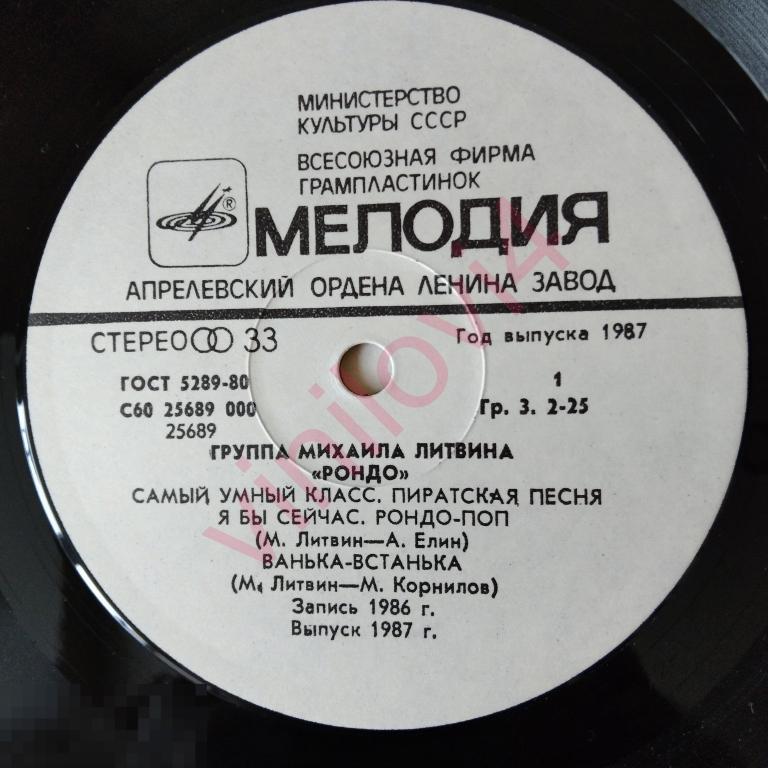 МИНИСТЕРСТВО
КУЛЬТУРЫ СССР
ВСЕСОЮЗНАЯ ФИРМА
ГРАМПЛАСТИНОК
®
МЕЛОДИЯ
АПРЕЛЕВСКИЙ ОРДЕНА ЛЕНИНА ЗАВОД
СТЕРЕО 33 Год выпуска 1987
ГОСТ 5289-80 1
С60 25689 000 Гр. 3. 2-25
25689
ГРУППА МИХАИЛА ЛИТВИНА
«РОНДО»
САМЫЙ УМНЫЙ КЛАСС. ПИРАТСКАЯ ПЕСНЯ
Я БЫ СЕЙЧАС. РОНДО-ПОП
(М. Литвин—А. Елин)
ВАНЬКА-ВСТАНЬКА
(М. Литвин—М. Корнилов)
Запись 1986 г.
Выпуск 1987 г.
vinilovi4